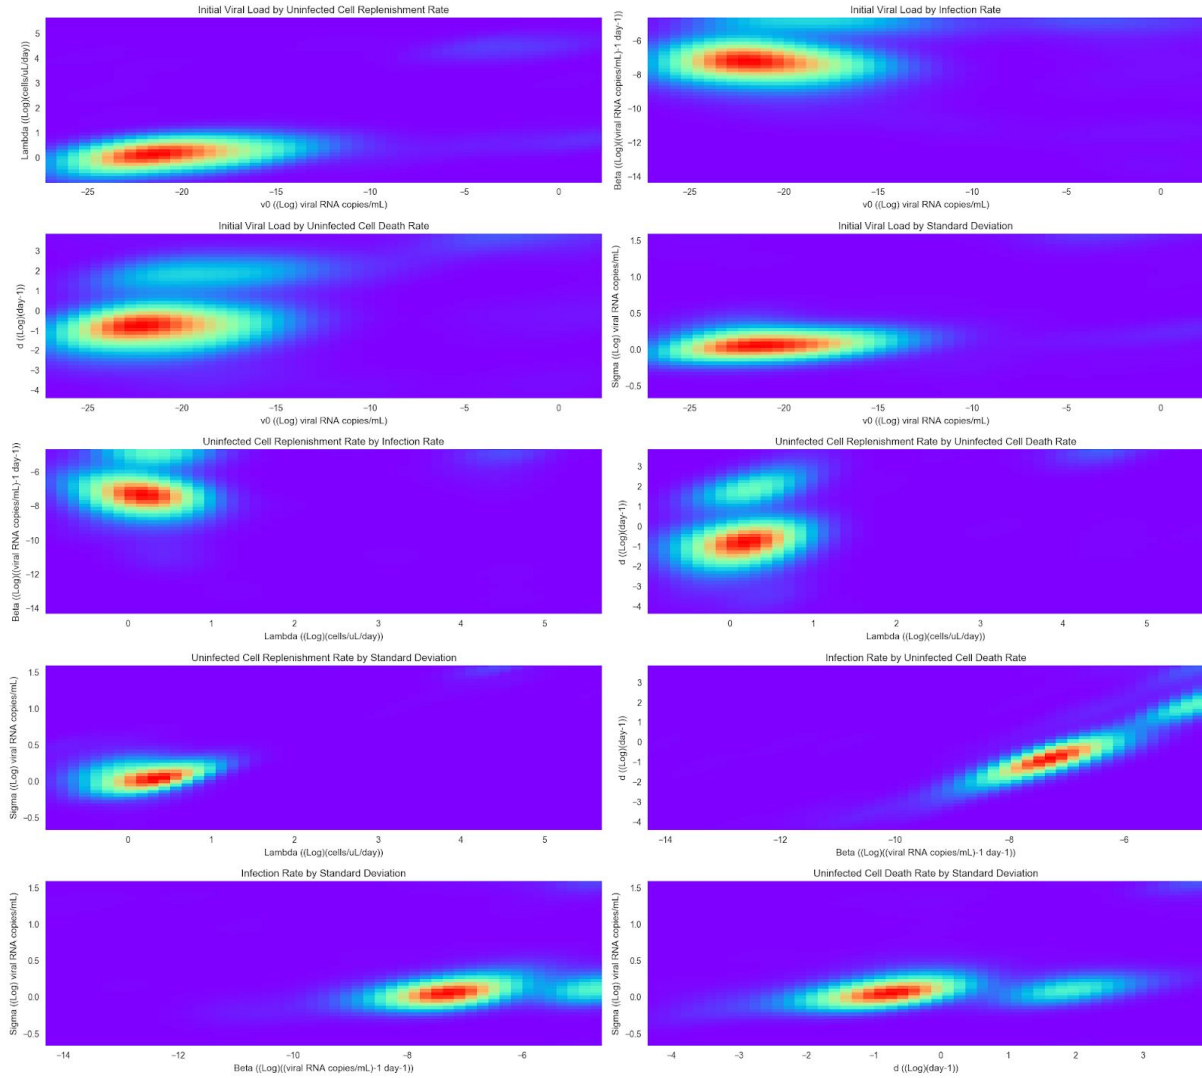 Initial Viral Load by Uninfected Cell Replenishment Rate
Lambda ((Log)(cells/uL/day))
5
4
3
2
1
0
−25 −20 −15 −10 −5 0
v0 ((Log) viral RNA copies/mL)
Initial Viral Load by Infection Rate
Beta ((Log)((viral RNA copies/mL)-1 day-1))
−6
−8
−10
−12
−14
−25 −20 −15 −10 −5 0
v0 ((Log) viral RNA copies/mL)
Initial Viral Load by Uninfected Cell Death Rate
d ((Log)(day-1))
3
2
1
0
−1
−2
−3
−4
−25 −20 −15 −10 −5 0
v0 ((Log) viral RNA copies/mL)
Initial Viral Load by Standard Deviation
Sigma ((Log) viral RNA copies/mL)
1.5
1.0
0.5
0.0
−0.5
−25 −20 −15 −10 −5 0
v0 ((Log) viral RNA copies/mL)
Uninfected Cell Replenishment Rate by Infection Rate
Beta ((Log)((viral RNA copies/mL)-1 day-1))
−6
−8
−10
−12
−14
0 1 2 3 4 5
Lambda ((Log)(cells/uL/day))
Uninfected Cell Replenishment Rate by Uninfected Cell Death Rate
d ((Log)(day-1))
3
2
1
0
−1
−2
−3
−4
0 1 2 3 4 5
Lambda ((Log)(cells/uL/day))
Uninfected Cell Replenishment Rate by Standard Deviation
Sigma ((Log) viral RNA copies/mL)
1.5
1.0
0.5
0.0
−0.5
0 1 2 3 4 5
Lambda ((Log)(cells/uL/day))
Infection Rate by Uninfected Cell Death Rate
d ((Log)(day-1))
3
2
1
0
−1
−2
−3
−4
−14 −12 −10 −8 −6
Beta ((Log)((viral RNA copies/mL)-1 day-1))
Infection Rate by Standard Deviation
Sigma ((Log) viral RNA copies/mL)
1.5
1.0
0.5
0.0
−0.5
−14 −12 −10 −8 −6
Beta ((Log)((viral RNA copies/mL)-1 day-1))
Uninfected Cell Death Rate by Standard Deviation
Sigma ((Log) viral RNA copies/mL)
1.5
1.0
0.5
0.0
−0.5
−4 −3 −2 −1 0 1 2 3
d ((Log)(day-1))